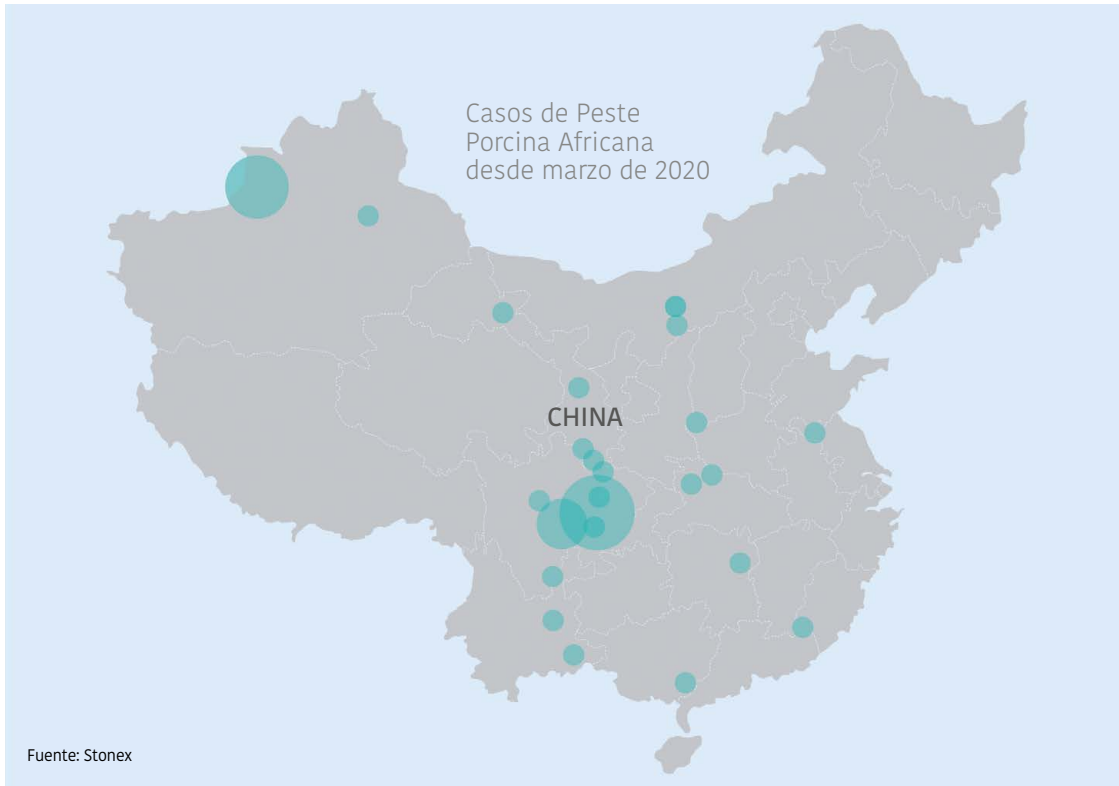 Casos de Peste
Porcina Africana
desde marzo de 2020
CHINA
Fuente: Stonex